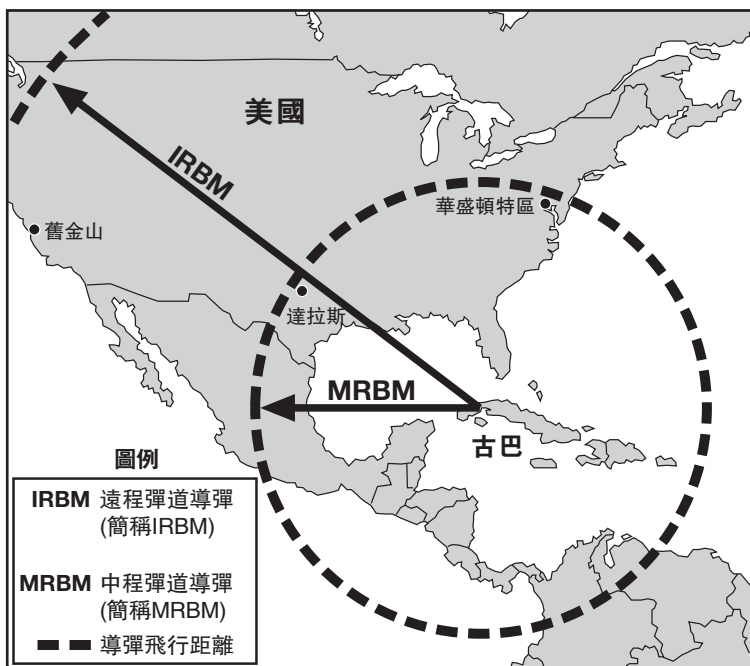 美國
IRBM
華盛頓特區
舊金山
達拉斯
MRBM
古巴
圖例
IRBM 遠程彈道導彈
(簡稱IRBM)
MRBM 中程彈道導彈
(簡稱MRBM)
導彈飛行距離